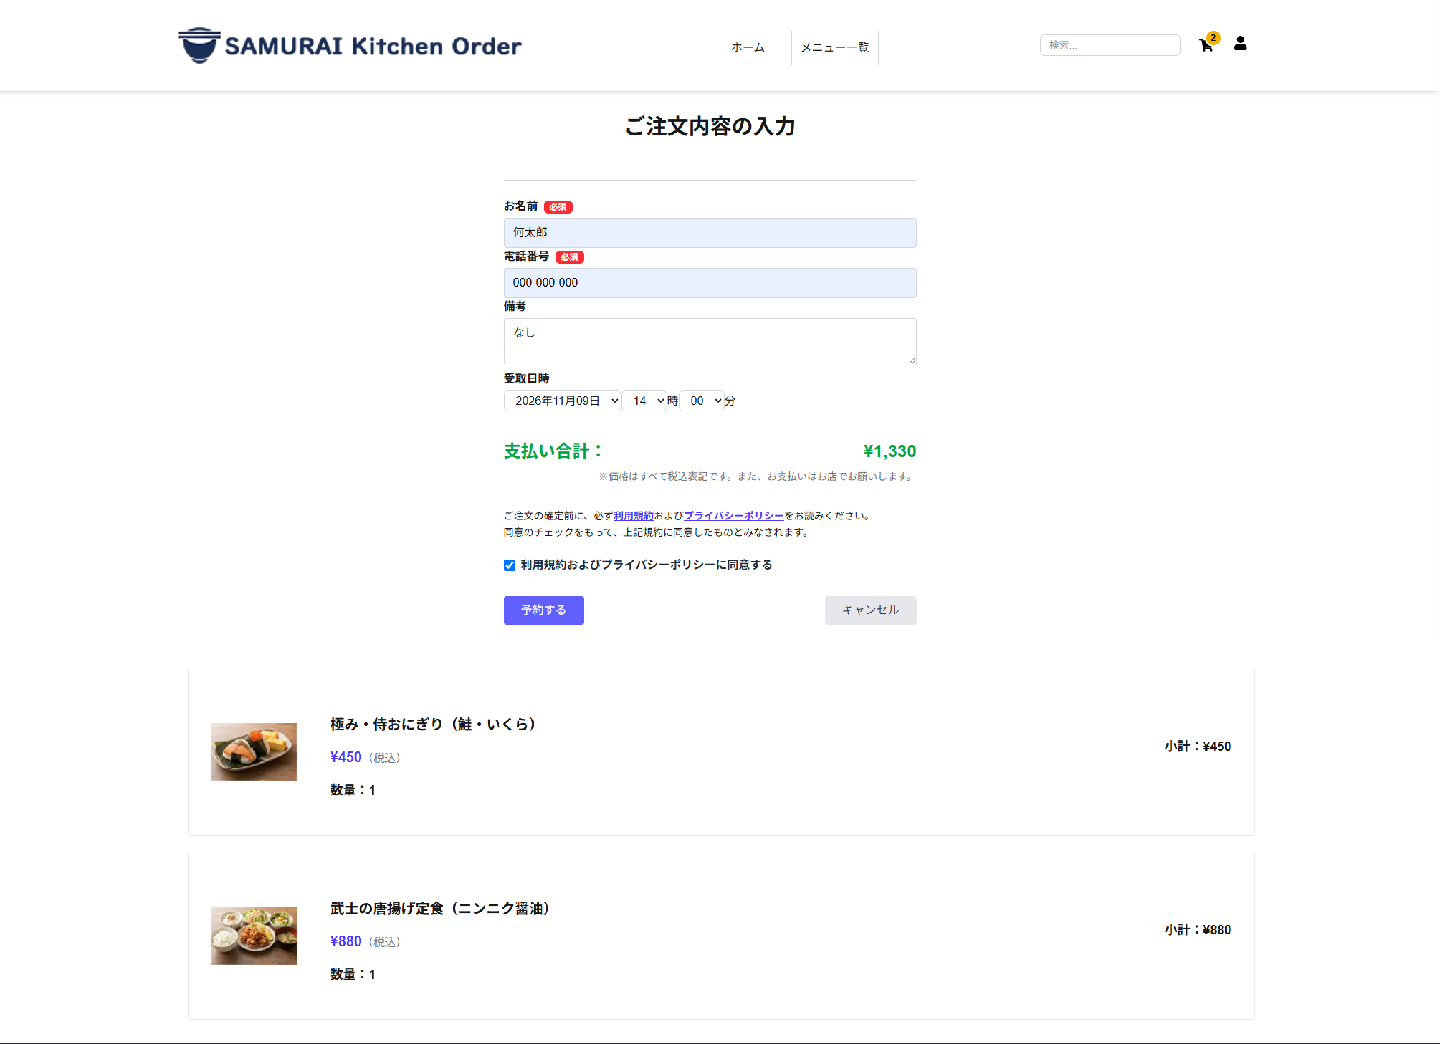 SAMURAI Kitchen Order
ホーム
メニュー一覧
検索...
2
ご注文内容の入力
お名前 必須
何太郎
電話番号 必須
000 000 000
備考
なし
受取日時
2026年11月09日 14 時 00 分
支払い合計： ¥1,330
※価格はすべて税込表記です。また、お支払いはお店でお願いします。
ご注文の確定前に、必ず利用規約およびプライバシーポリシーをお読みください。
同意のチェックをもって、上記規約に同意したものとみなされます。
利用規約およびプライバシーポリシーに同意する
予約する
キャンセル
極み・侍おにぎり（鮭・いくら）
¥450（税込）
数量：1
小計：¥450
武士の唐揚げ定食（ニンニク醤油）
¥880（税込）
数量：1
小計：¥880